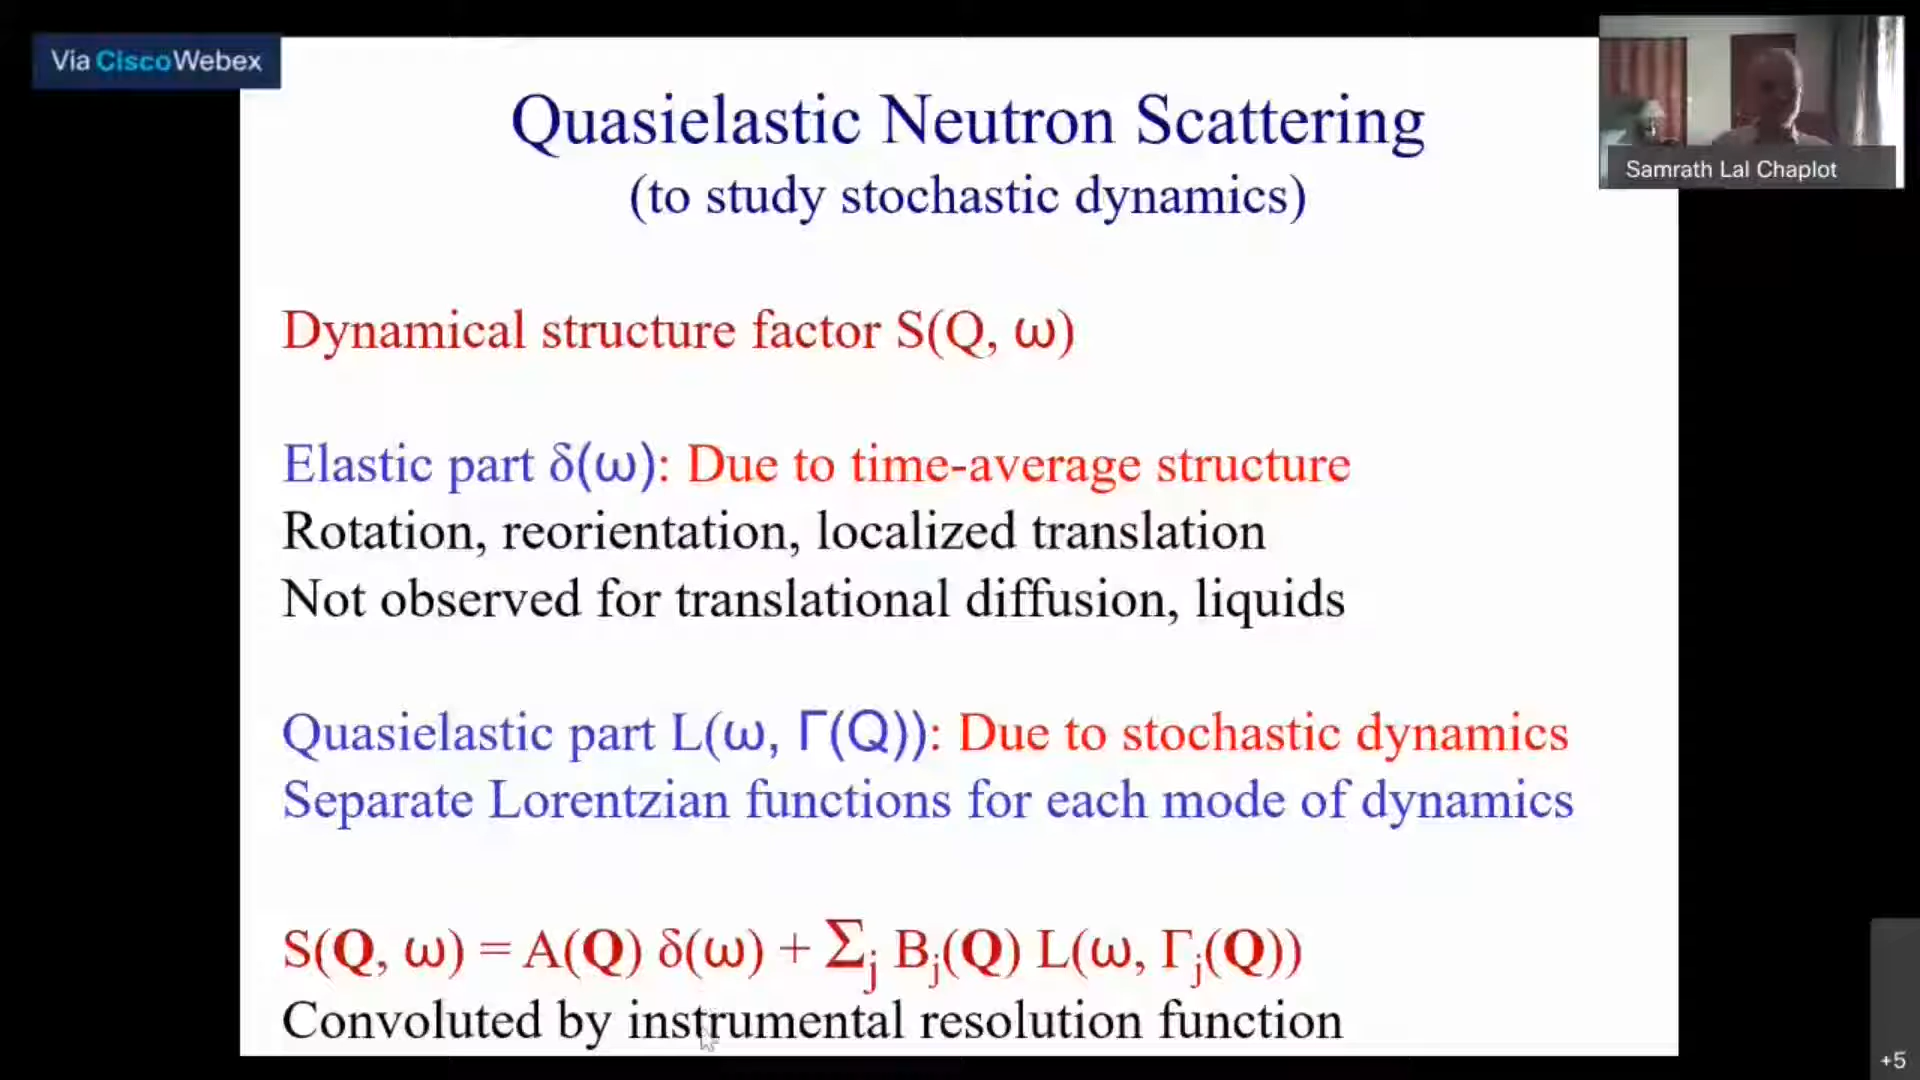 Via CiscoWebex
Samrath Lal Chaplot
Quasielastic Neutron Scattering
(to study stochastic dynamics)
Dynamical structure factor S(Q, ω)
Elastic part δ(ω): Due to time-average structure
Rotation, reorientation, localized translation
Not observed for translational diffusion, liquids
Quasielastic part L(ω, Γ(Q)): Due to stochastic dynamics
Separate Lorentzian functions for each mode of dynamics
S(Q, ω) = A(Q) δ(ω) + Σj Bj(Q) L(ω, Γj(Q))
Convoluted by instrumental resolution function
+5